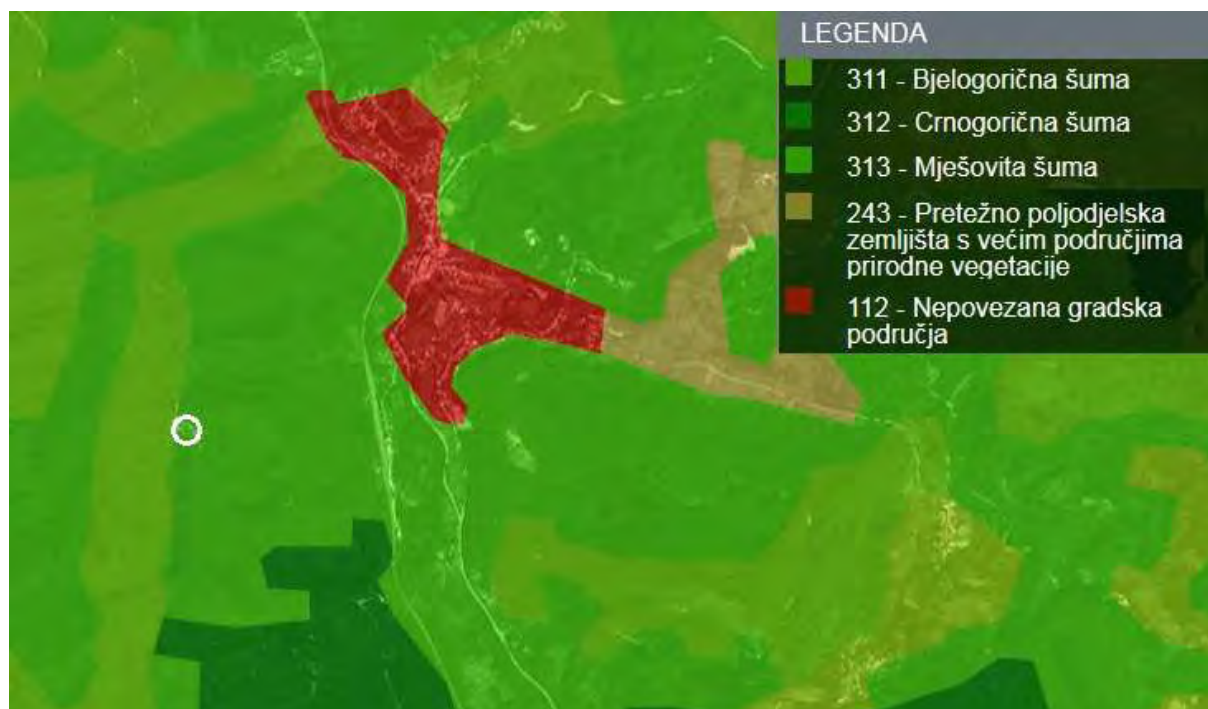 LEGENDA
311 - Bjelogorična šuma
312 - Crnogorična šuma
313 - Mješovita šuma
243 - Pretežno poljodjelska
zemljišta s većim područjima
prirodne vegetacije
112 - Nepovezana gradska
područja